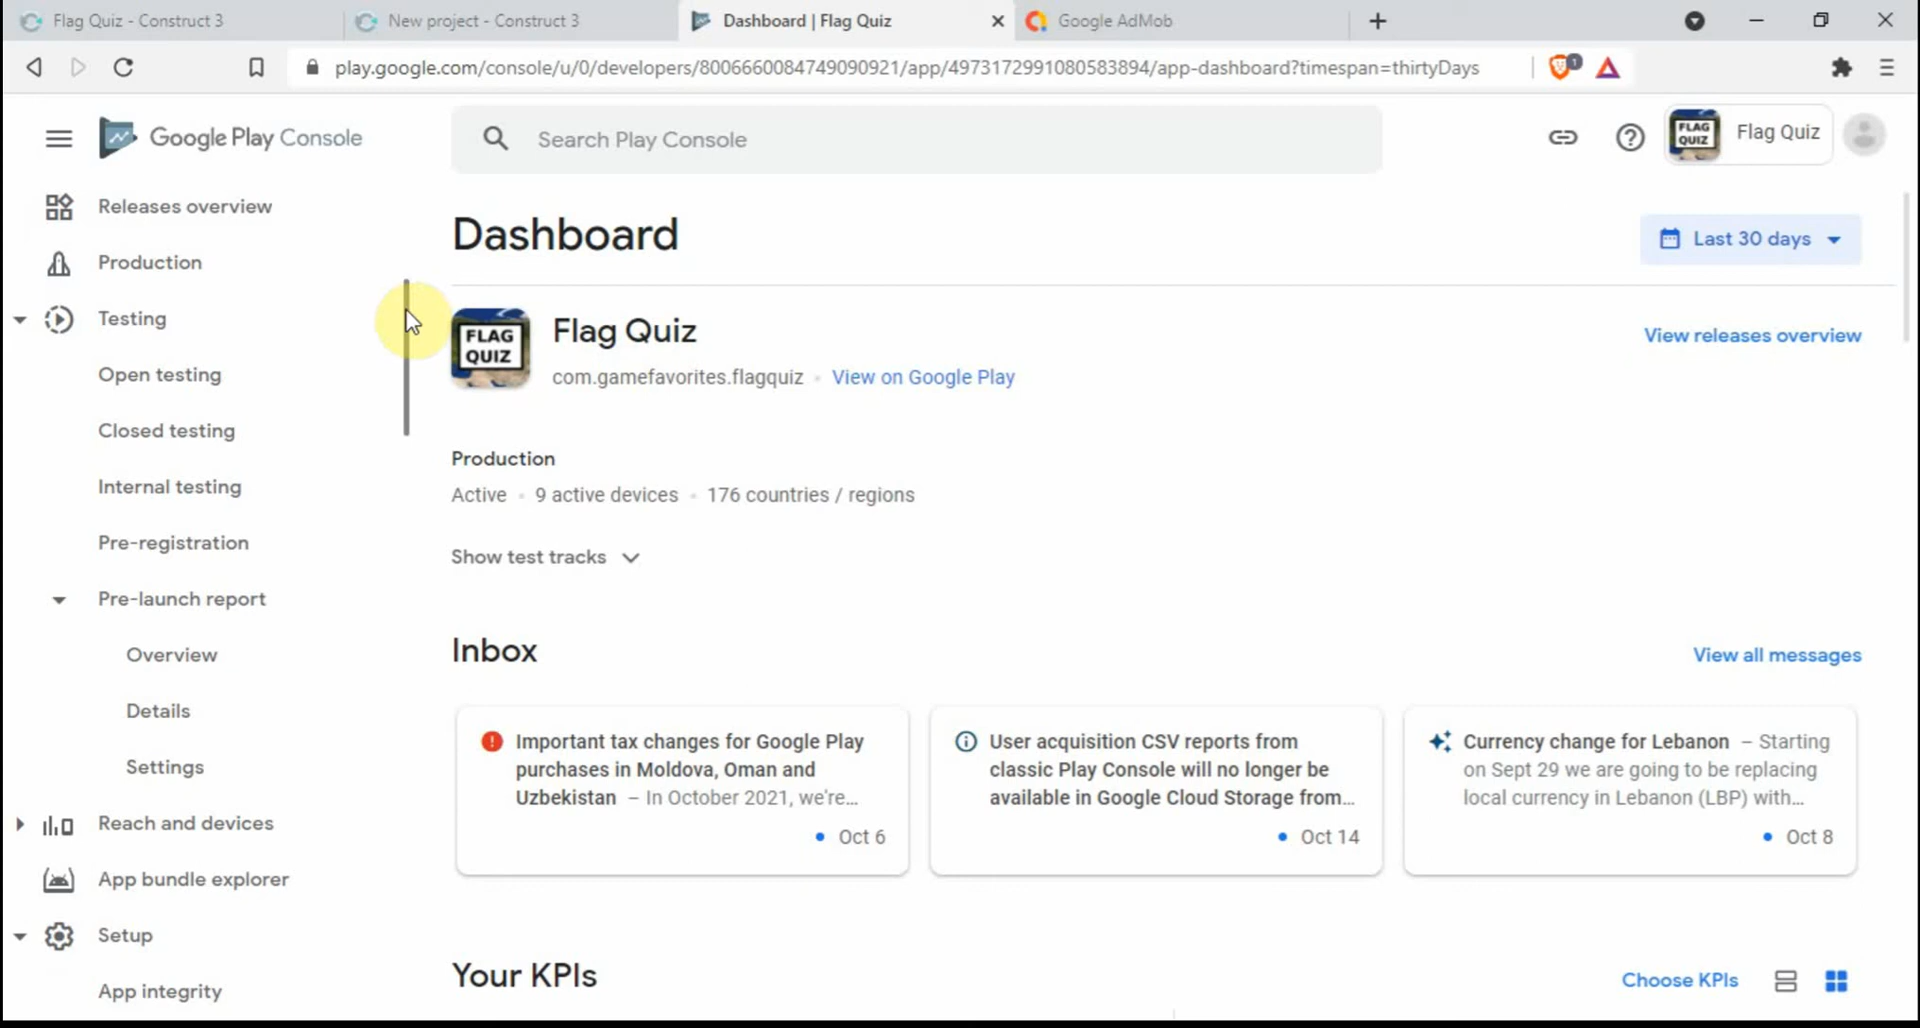 Flag Quiz - Construct 3
New project - Construct 3
Dashboard | Flag Quiz
Google AdMob
play.google.com/console/u/0/developers/8006660084749090921/app/4973172991080583894/app-dashboard?timespan=thirtyDays
1
Google Play Console
Search Play Console
FLAG QUIZ
Flag Quiz
Releases overview
Production
Testing
Open testing
Closed testing
Internal testing
Pre-registration
Pre-launch report
Overview
Details
Settings
Reach and devices
App bundle explorer
Setup
App integrity
Dashboard
Last 30 days
FLAG
QUIZ
Flag Quiz
com.gamefavorites.flagquiz • View on Google Play
View releases overview
Production
Active • 9 active devices • 176 countries / regions
Show test tracks
Inbox
View all messages
Important tax changes for Google Play
purchases in Moldova, Oman and
Uzbekistan – In October 2021, we're...
• Oct 6
User acquisition CSV reports from
classic Play Console will no longer be
available in Google Cloud Storage from...
• Oct 14
Currency change for Lebanon – Starting
on Sept 29 we are going to be replacing
local currency in Lebanon (LBP) with...
• Oct 8
Your KPIs
Choose KPIs